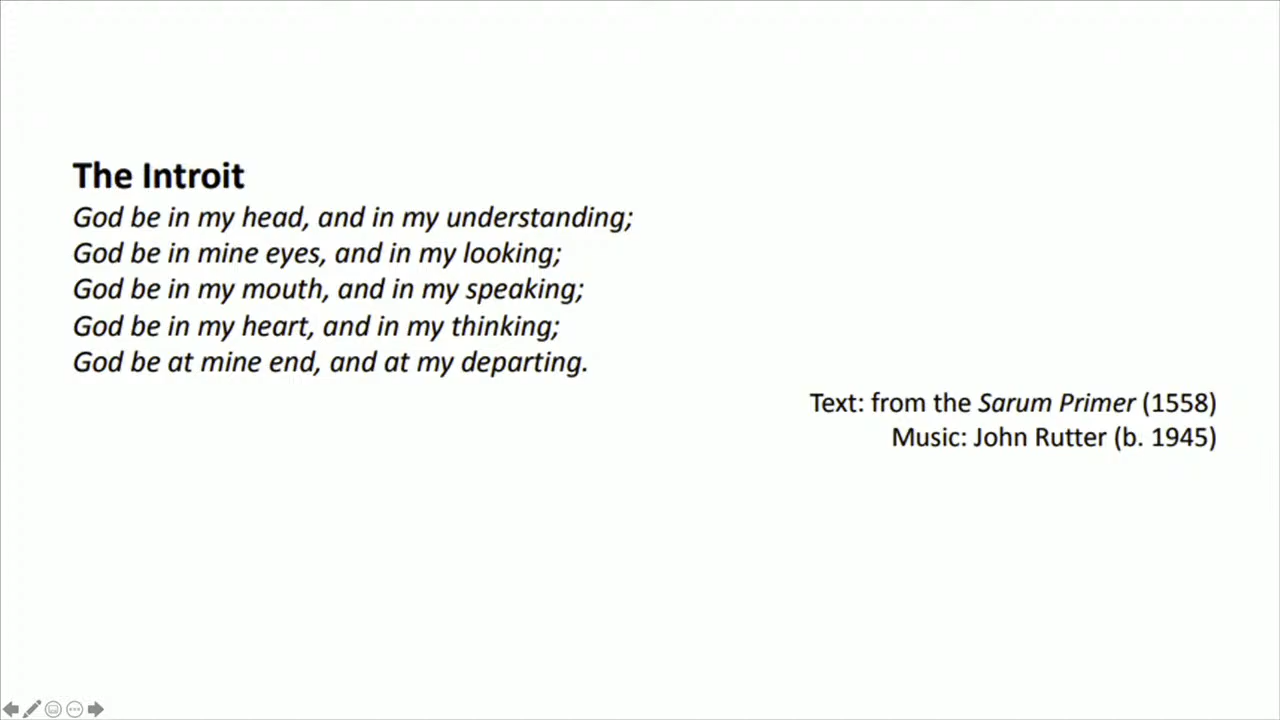 The Introit
God be in my head, and in my understanding;
God be in mine eyes, and in my looking;
God be in my mouth, and in my speaking;
God be in my heart, and in my thinking;
God be at mine end, and at my departing.
Text: from the Sarum Primer (1558)
Music: John Rutter (b. 1945)